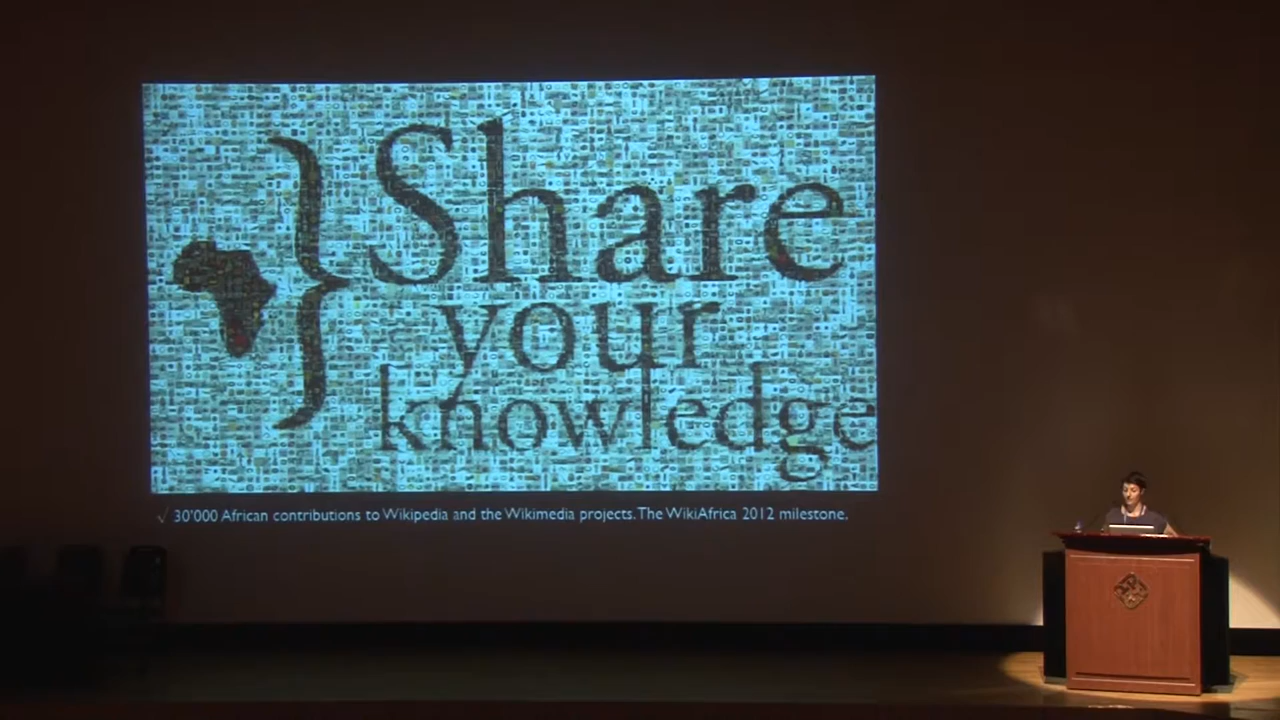 Share
your
knowledge
√ 30'000 African contributions to Wikipedia and the Wikimedia projects. The WikiAfrica 2012 milestone.